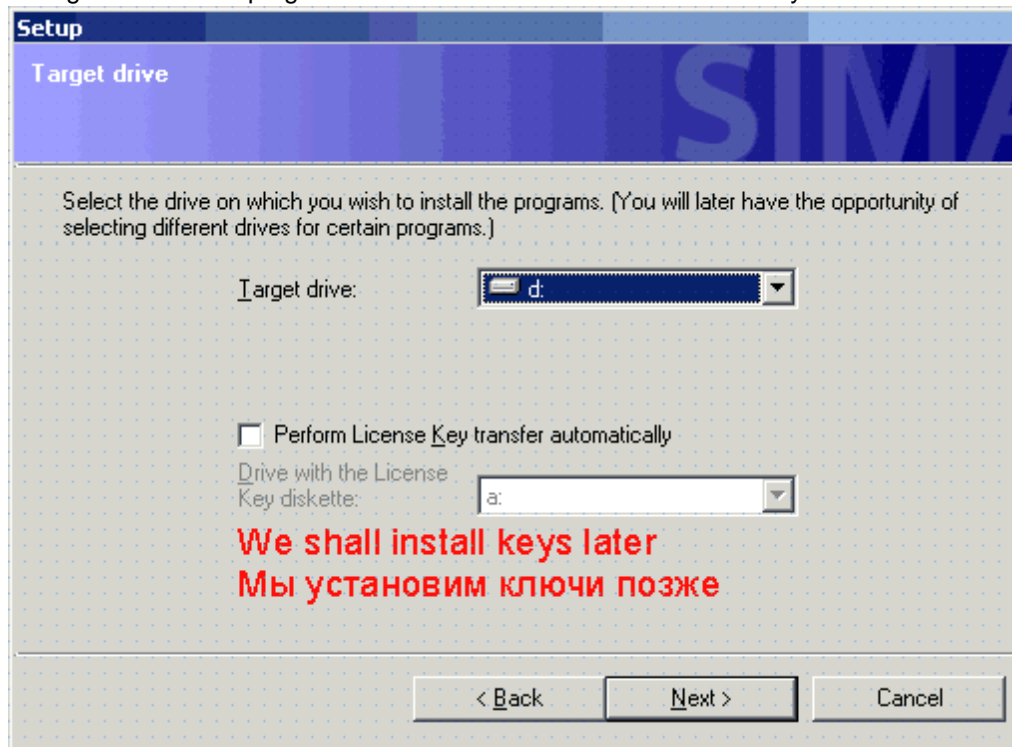 Setup
Target drive
SIMA
Select the drive on which you wish to install the programs. (You will later have the opportunity of
selecting different drives for certain programs.)
Target drive:
d:
Perform License Key transfer automatically
Drive with the License
Key diskette:
a:
We shall install keys later
Мы установим ключи позже
< Back
Next >
Cancel